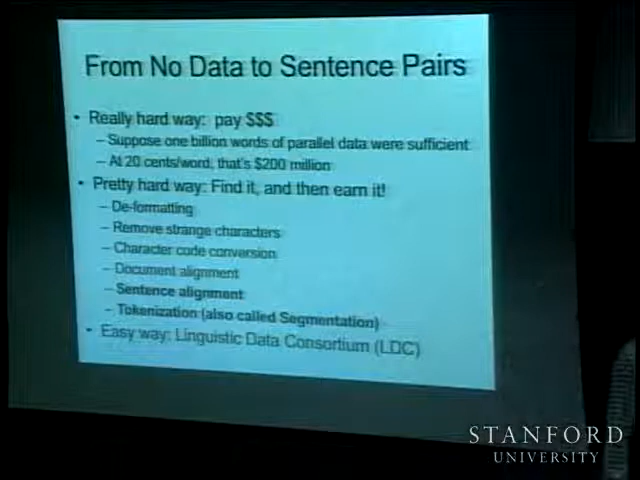 From No Data to Sentence Pairs
• Really hard way: pay $$$
– Suppose one billion words of parallel data were sufficient
– At 20 cents/word, that's $200 million
• Pretty hard way: Find it, and then earn it!
– De-formatting
– Remove strange characters
– Character code conversion
– Document alignment
– Sentence alignment
– Tokenization (also called Segmentation)
• Easy way: Linguistic Data Consortium (LDC)
STANFORD
UNIVERSITY